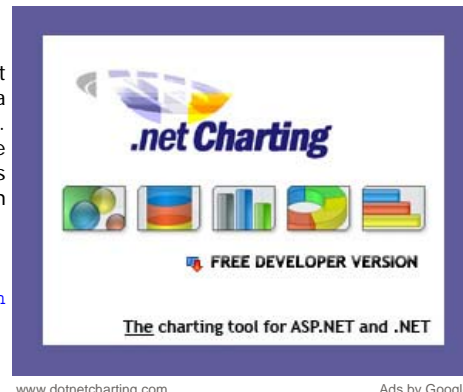 .net Charting
FREE DEVELOPER VERSION
The charting tool for ASP.NET and .NET
www.dotnetcharting.com
Ads by Googl